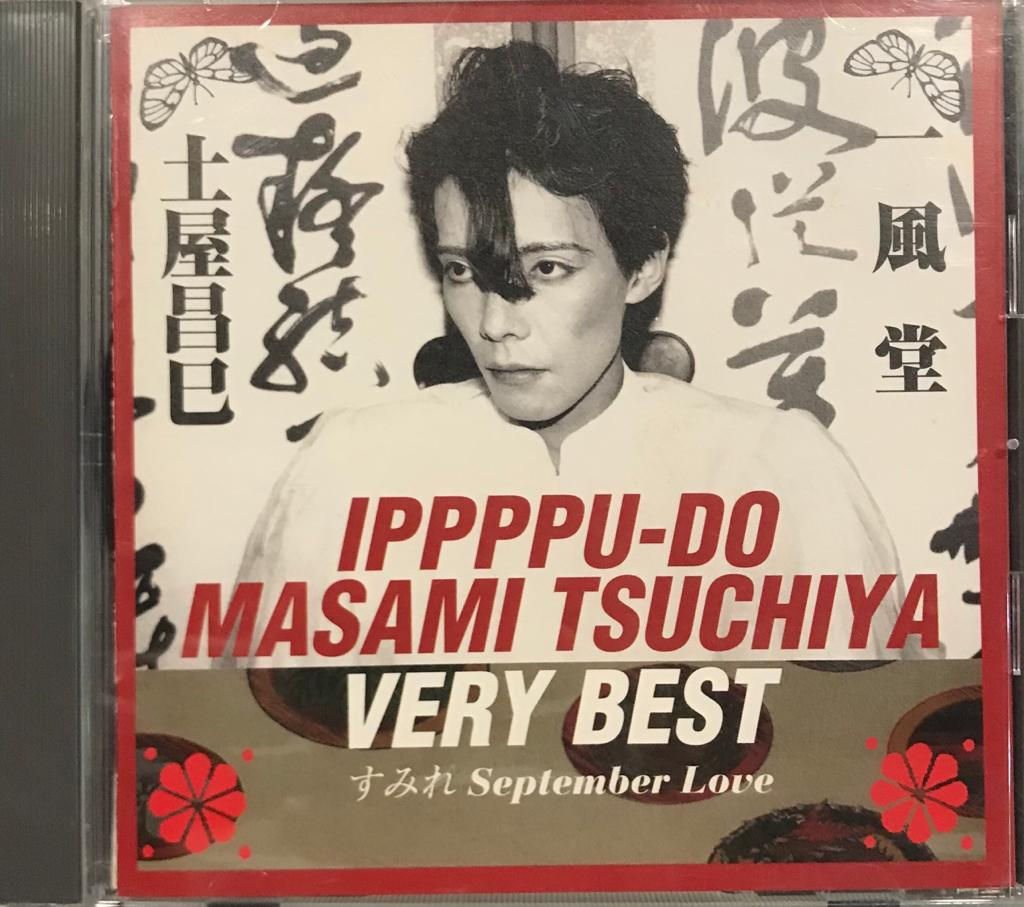 一風堂
土屋昌巳
IPPPPU-DO
MASAMI TSUCHIYA
VERY BEST
すみれ September Love